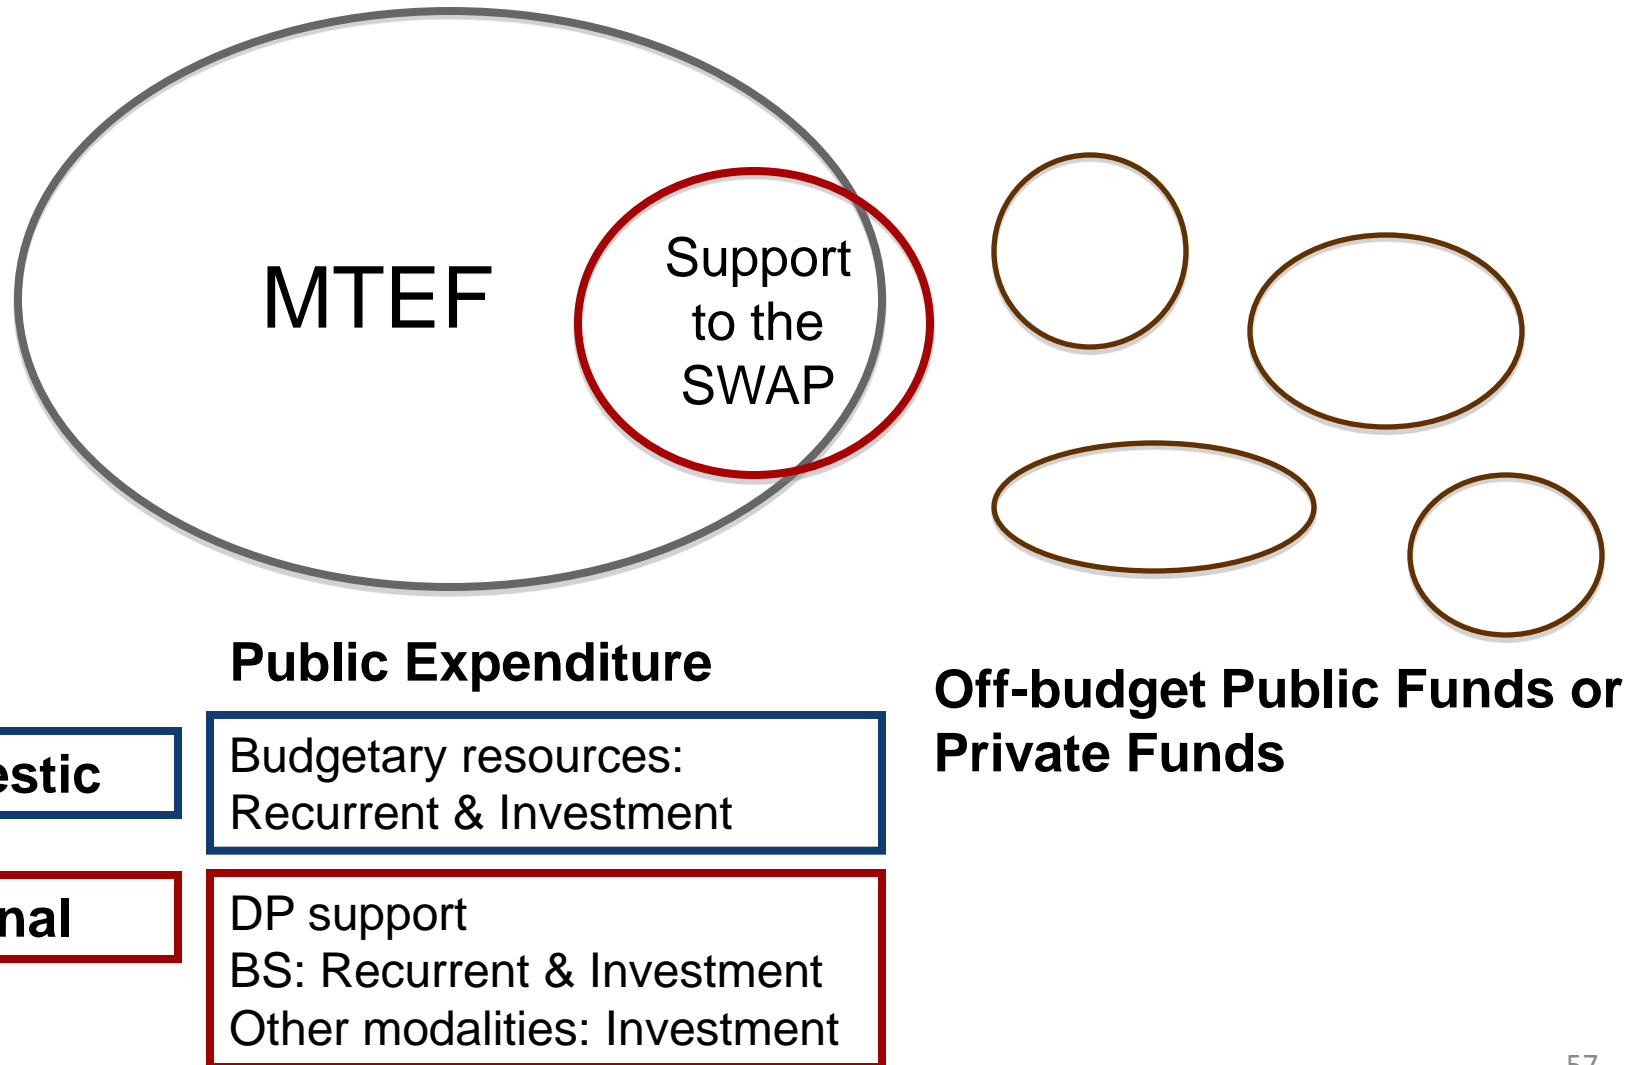 MTEF
Support
to the
SWAP
Public Expenditure
Off-budget Public Funds or
Private Funds
estic
Budgetary resources:
Recurrent & Investment
nal
DP support
BS: Recurrent & Investment
Other modalities: Investment
57